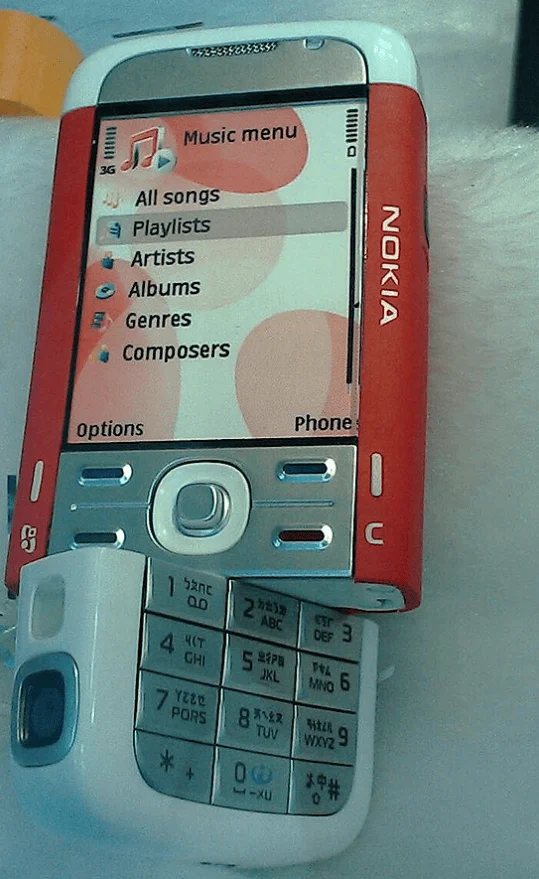 Music menu
3G
All songs
Playlists
Artists
Albums
Genres
Composers
Options
Phone
NOKIA
C
1
2
ABC
DEF 3
4
GHI
5
JKL
MNO 6
7
PQRS
8
TUV
WXYZ 9
* +
0
#